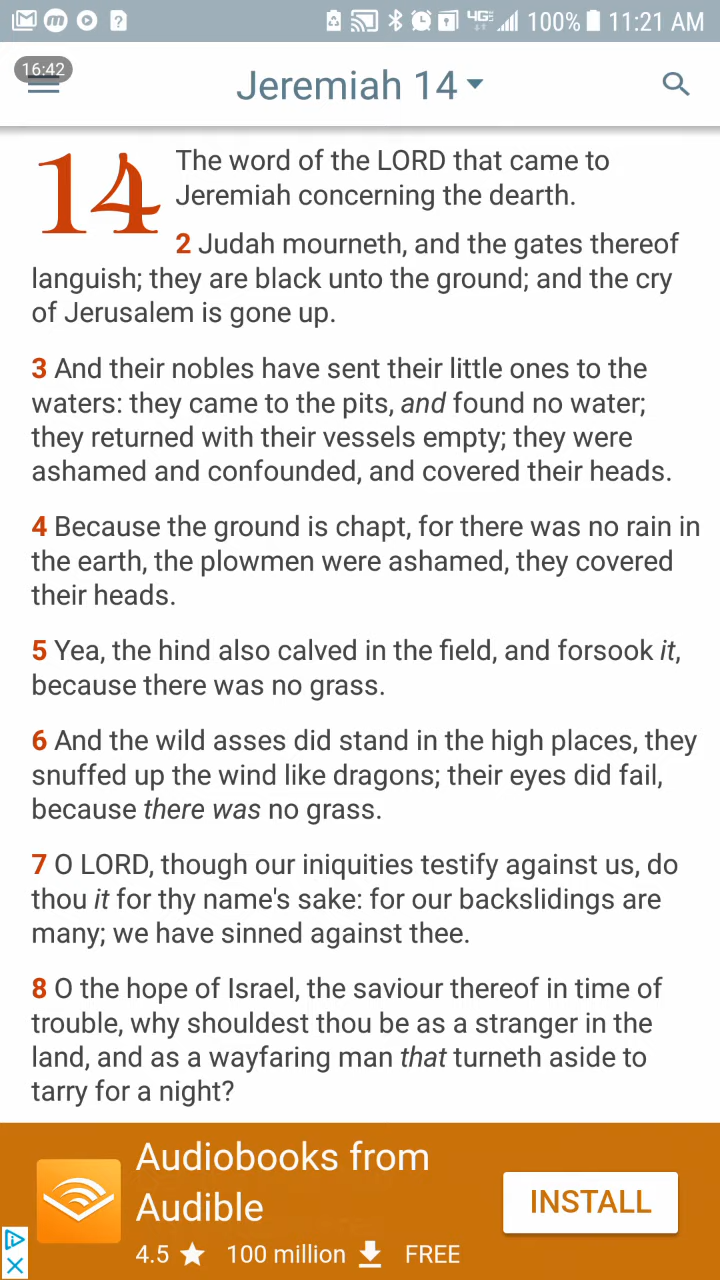 100% 11:21 AM
16:42
Jeremiah 14
14 The word of the LORD that came to
Jeremiah concerning the dearth.
2 Judah mourneth, and the gates thereof
languish; they are black unto the ground; and the cry
of Jerusalem is gone up.
3 And their nobles have sent their little ones to the
waters: they came to the pits, and found no water;
they returned with their vessels empty; they were
ashamed and confounded, and covered their heads.
4 Because the ground is chapt, for there was no rain in
the earth, the plowmen were ashamed, they covered
their heads.
5 Yea, the hind also calved in the field, and forsook it,
because there was no grass.
6 And the wild asses did stand in the high places, they
snuffed up the wind like dragons; their eyes did fail,
because there was no grass.
7 O LORD, though our iniquities testify against us, do
thou it for thy name's sake: for our backslidings are
many; we have sinned against thee.
8 O the hope of Israel, the saviour thereof in time of
trouble, why shouldest thou be as a stranger in the
land, and as a wayfaring man that turneth aside to
tarry for a night?
Audiobooks from
Audible
4.5 ★ 100 million FREE
INSTALL